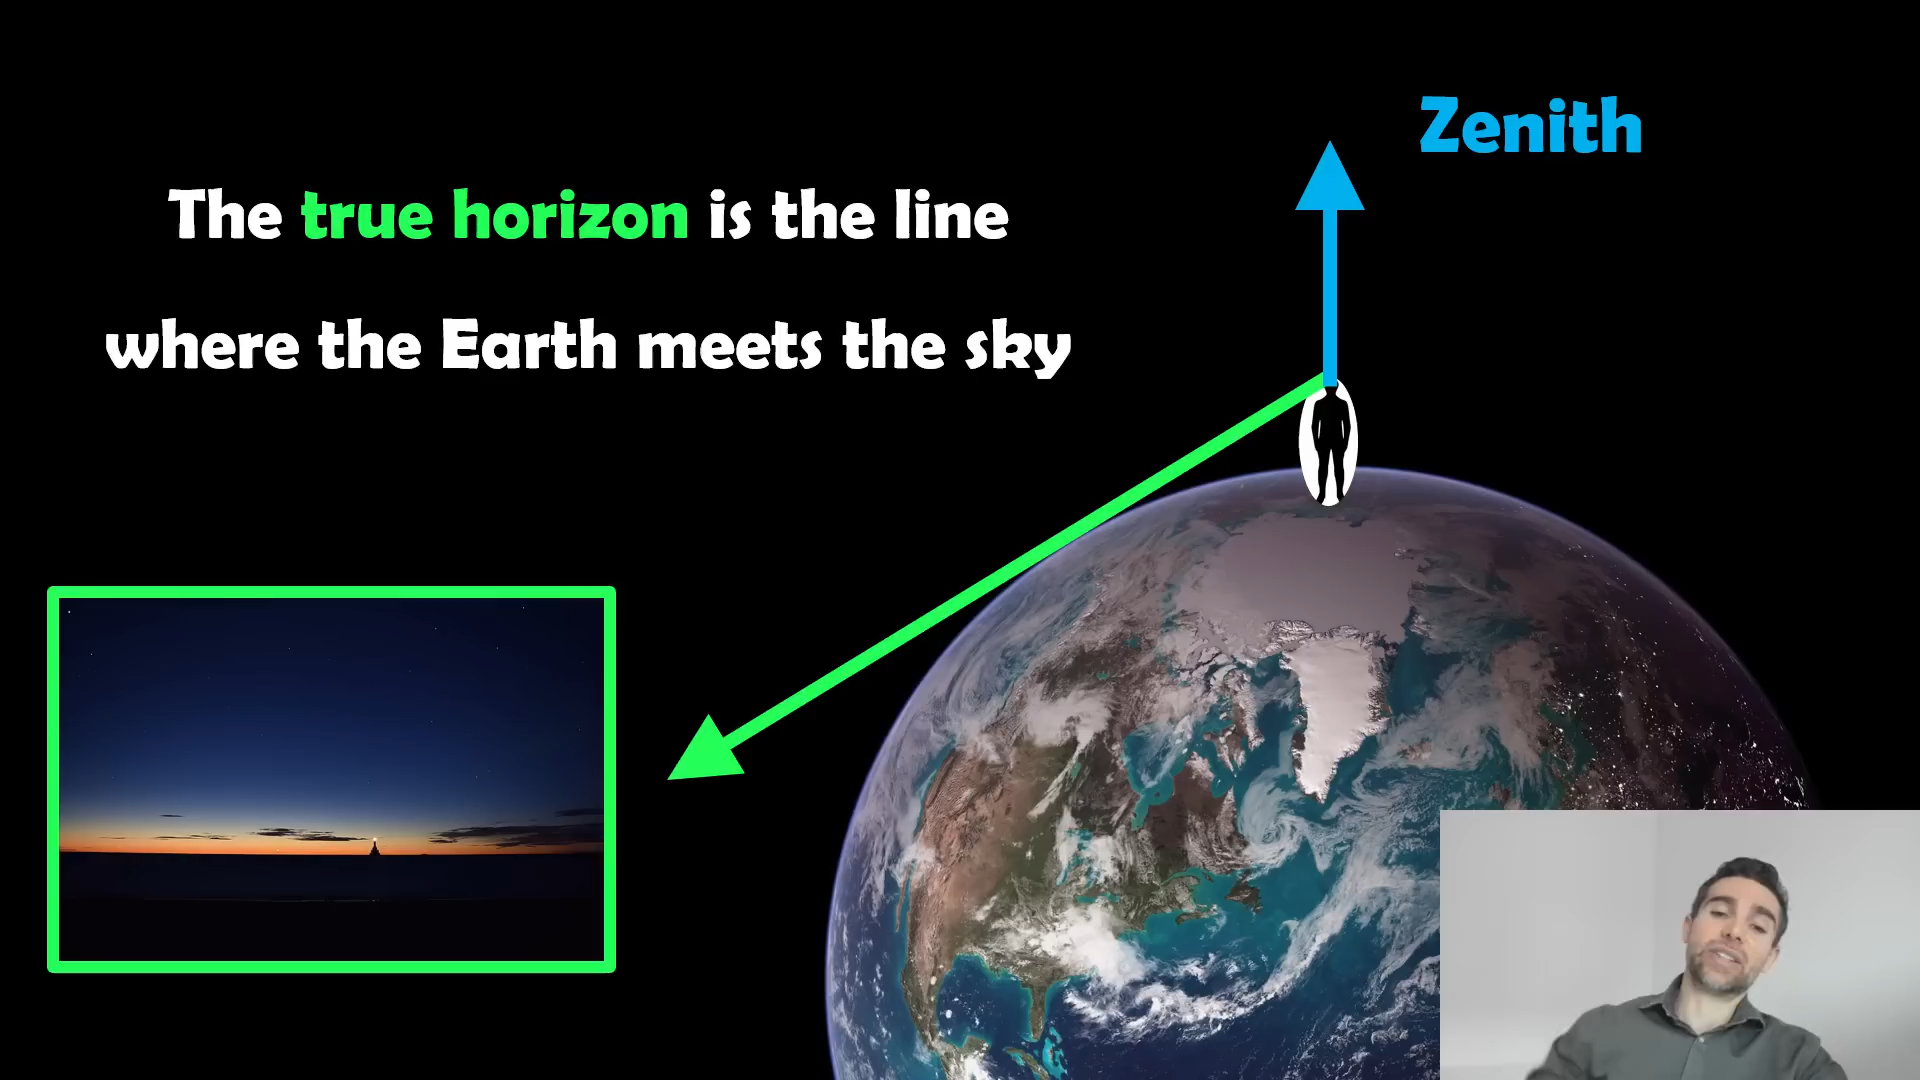 Zenith
The true horizon is the line
where the Earth meets the sky